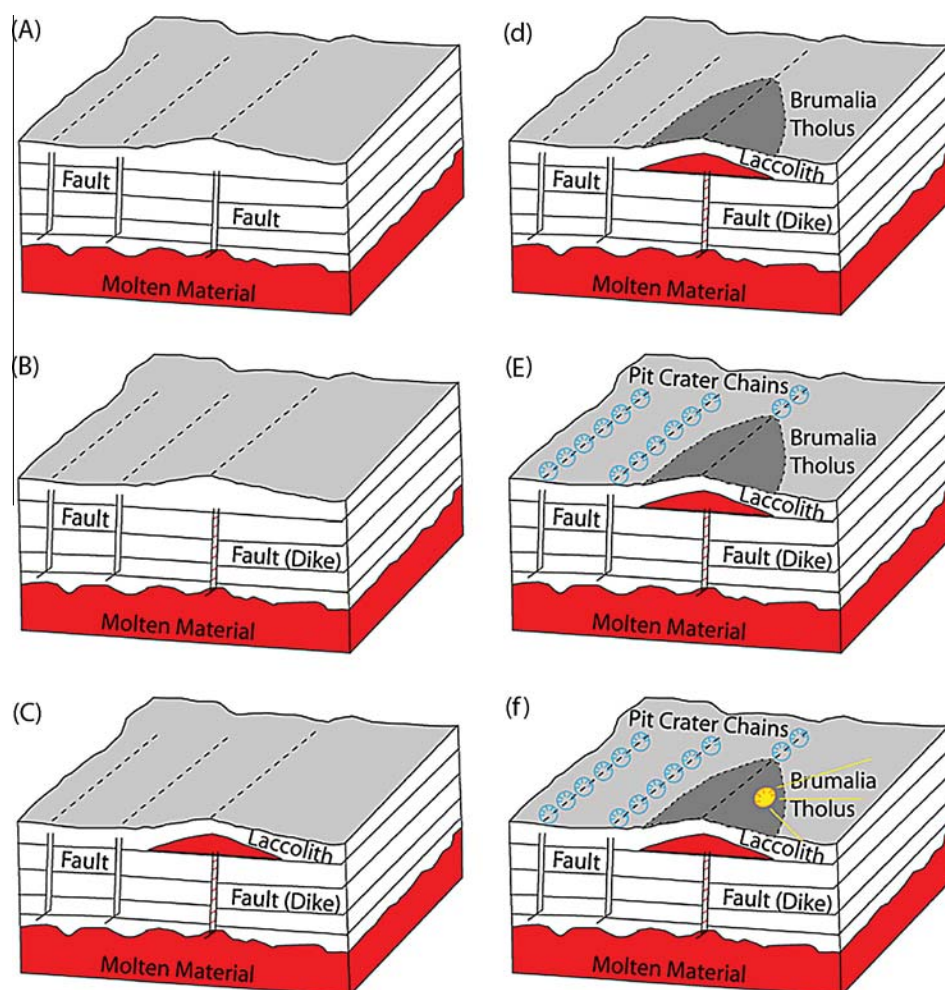 (A)
Fault
Fault
Molten Material
(B)
Fault
Fault (Dike)
Molten Material
(C)
Laccolith
Fault
Fault (Dike)
Molten Material
(d)
Brumalia
Tholus
Laccolith
Fault
Fault (Dike)
Molten Material
(E)
Pit Crater Chains
Brumalia
Tholus
Laccolith
Fault
Fault (Dike)
Molten Material
(f)
Pit Crater Chains
Brumalia
Tholus
Laccolith
Fault
Fault (Dike)
Molten Material